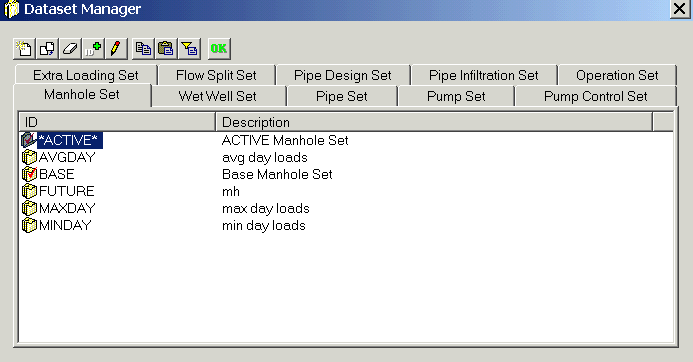 Dataset Manager
OK
Extra Loading Set Flow Split Set Pipe Design Set Pipe Infiltration Set Operation Set
Manhole Set Wet Well Set Pipe Set Pump Set Pump Control Set
ID Description
*ACTIVE* ACTIVE Manhole Set
AVGDAY avg day loads
BASE Base Manhole Set
FUTURE mh
MAXDAY max day loads
MINDAY min day loads